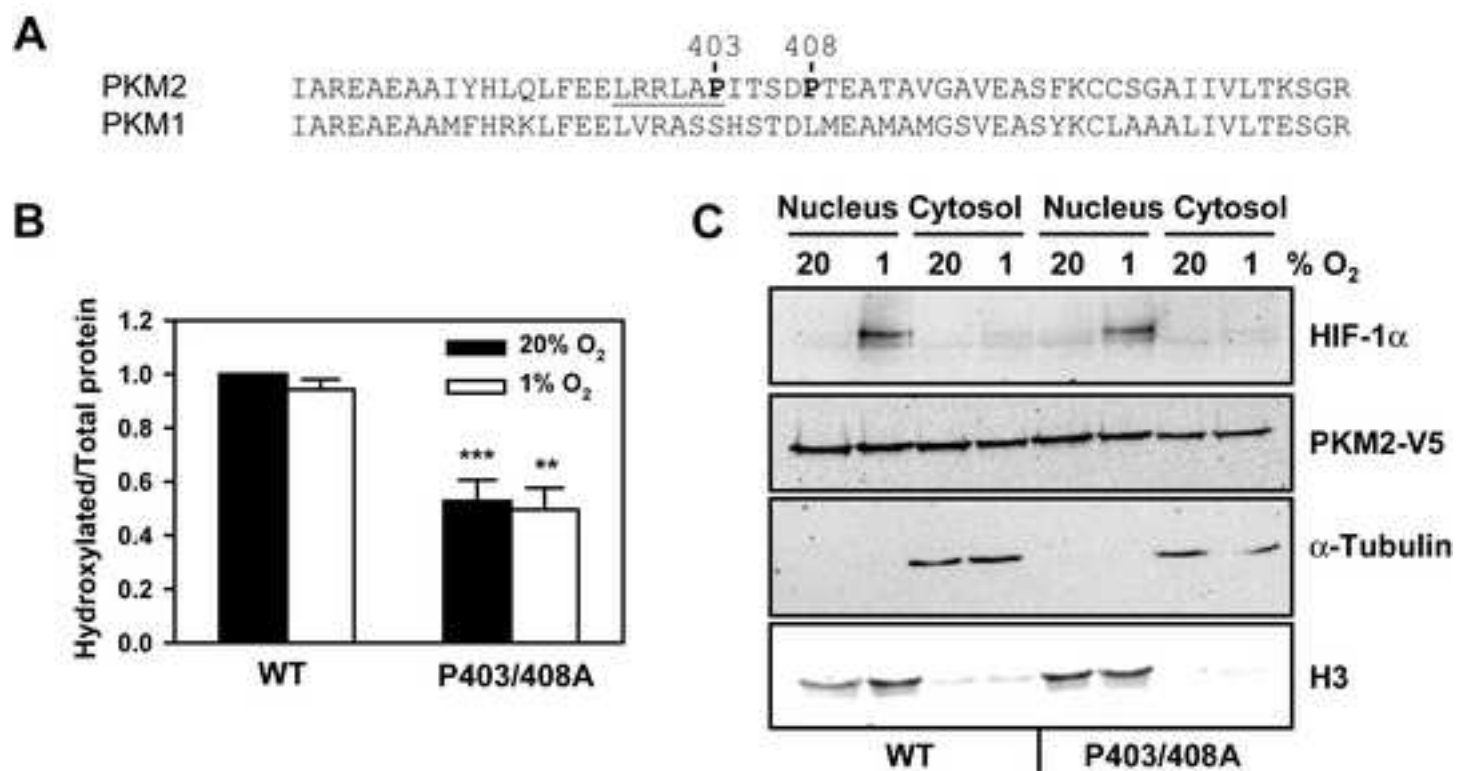 A
403 408
PKM2 IAREAEAAIYHLQLFEELRRLAPITSDPTEATAVGAVEASFKCCSGAIIVLTKSGR
PKM1 IAREAEAAMFHRKLFEELVRASSHSTDLMEAMAMGSVEASYKCLAAALIVLTESGR
B
Hydroxylated/Total protein
1.2
1.0
0.8
0.6
0.4
0.2
0.0
20% O2
1% O2
*** **
WT P403/408A
C
Nucleus Cytosol Nucleus Cytosol
20 1 20 1 20 1 20 1 % O2
HIF-1α
PKM2-V5
α-Tubulin
H3
WT P403/408A